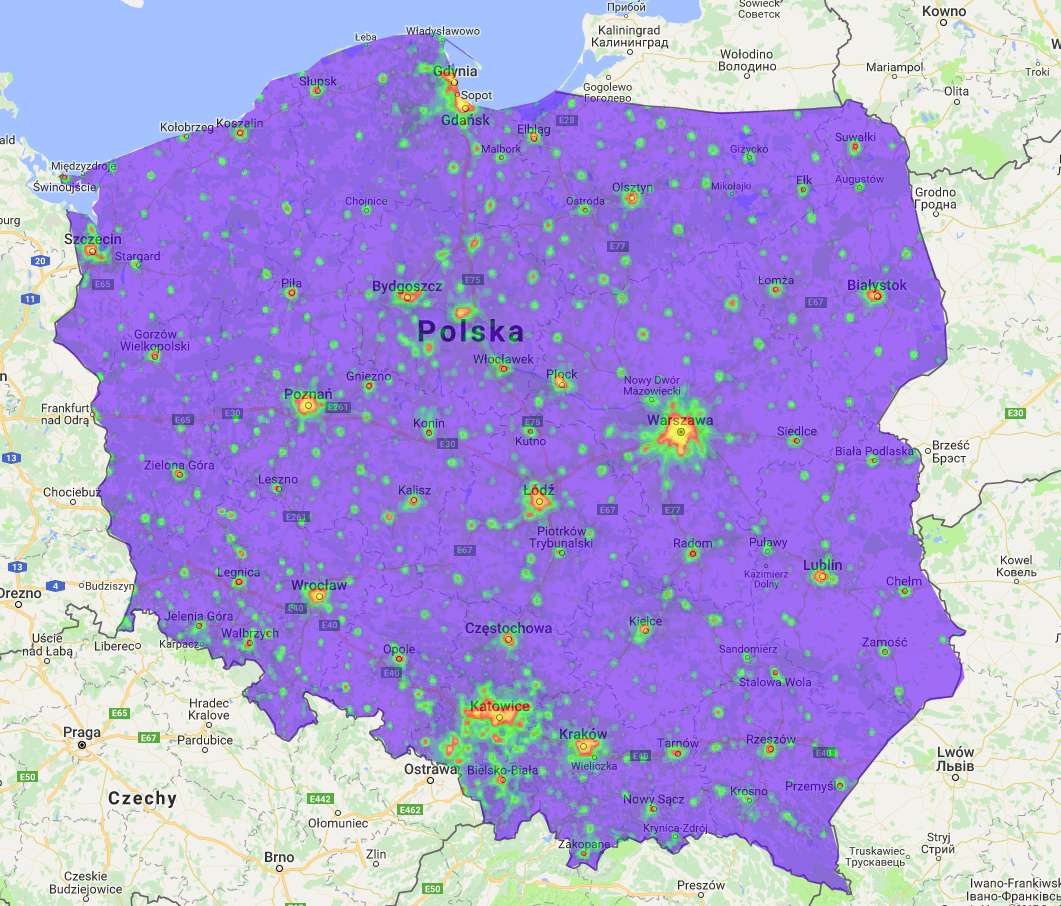 Прибой
Sowieck
Советск
Kowno
Kaliningrad
Калининград
Wołodino
Володино
Mariampol
Troki
Olita
Gogolewo
Гоголево
Łeba
Władysławowo
Gdynia
Sopot
Gdańsk
Słupsk
Kołobrzeg
Koszalin
Elbląg
E28
Malbork
Giżycko
Suwałki
Międzyzdroje
Świnoujście
Chojnice
Ostróda
Olsztyn
Mikołajki
Ełk
Augustów
Grodno
Гродна
Szczecin
Stargard
20
E65
11
E77
E75
Piła
Bydgoszcz
Łomża
E67
Białystok
Polska
Gorzów
Wielkopolski
Włocławek
Gniezno
Płock
Nowy Dwór
Mazowiecki
Poznań
E261
Frankfurt
nad Odrą
E65
E30
Konin
E30
E75
Kutno
Warszawa
Siedlce
E30
Biała Podlaska
Brześć
Брэст
13
Zielona Góra
Leszno
Kalisz
Łódź
Chociebuż
E261
E67
E77
E67
Piotrków
Trybunalski
Radom
Puławy
Kazimierz
Dolny
Lublin
Chełm
Kowel
Ковель
13
4
Budziszyn
Drezno
Legnica
Wrocław
E40
E40
Jelenia Góra
Wałbrzych
Karpacz
Liberec
Uście
nad Łabą
Częstochowa
Kielce
Sandomierz
Zamość
Opole
E40
Stalowa Wola
Hradec
Kralove
E65
Praga
E67
Pardubice
Katowice
Kraków
Wieliczka
E40
Tarnów
Rzeszów
E40
Lwów
Львів
Ostrawa
Bielsko-Biała
E50
Czechy
E442
E462
Ołomuniec
Nowy Sącz
Krosno
Przemyśl
Krynica-Zdrój
Zakopane
Stryj
Стрий
Truskawiec
Трускавець
Brno
Zlin
Czeskie
Budziejowice
E50
Preszów
Iwano-Frankiwsk